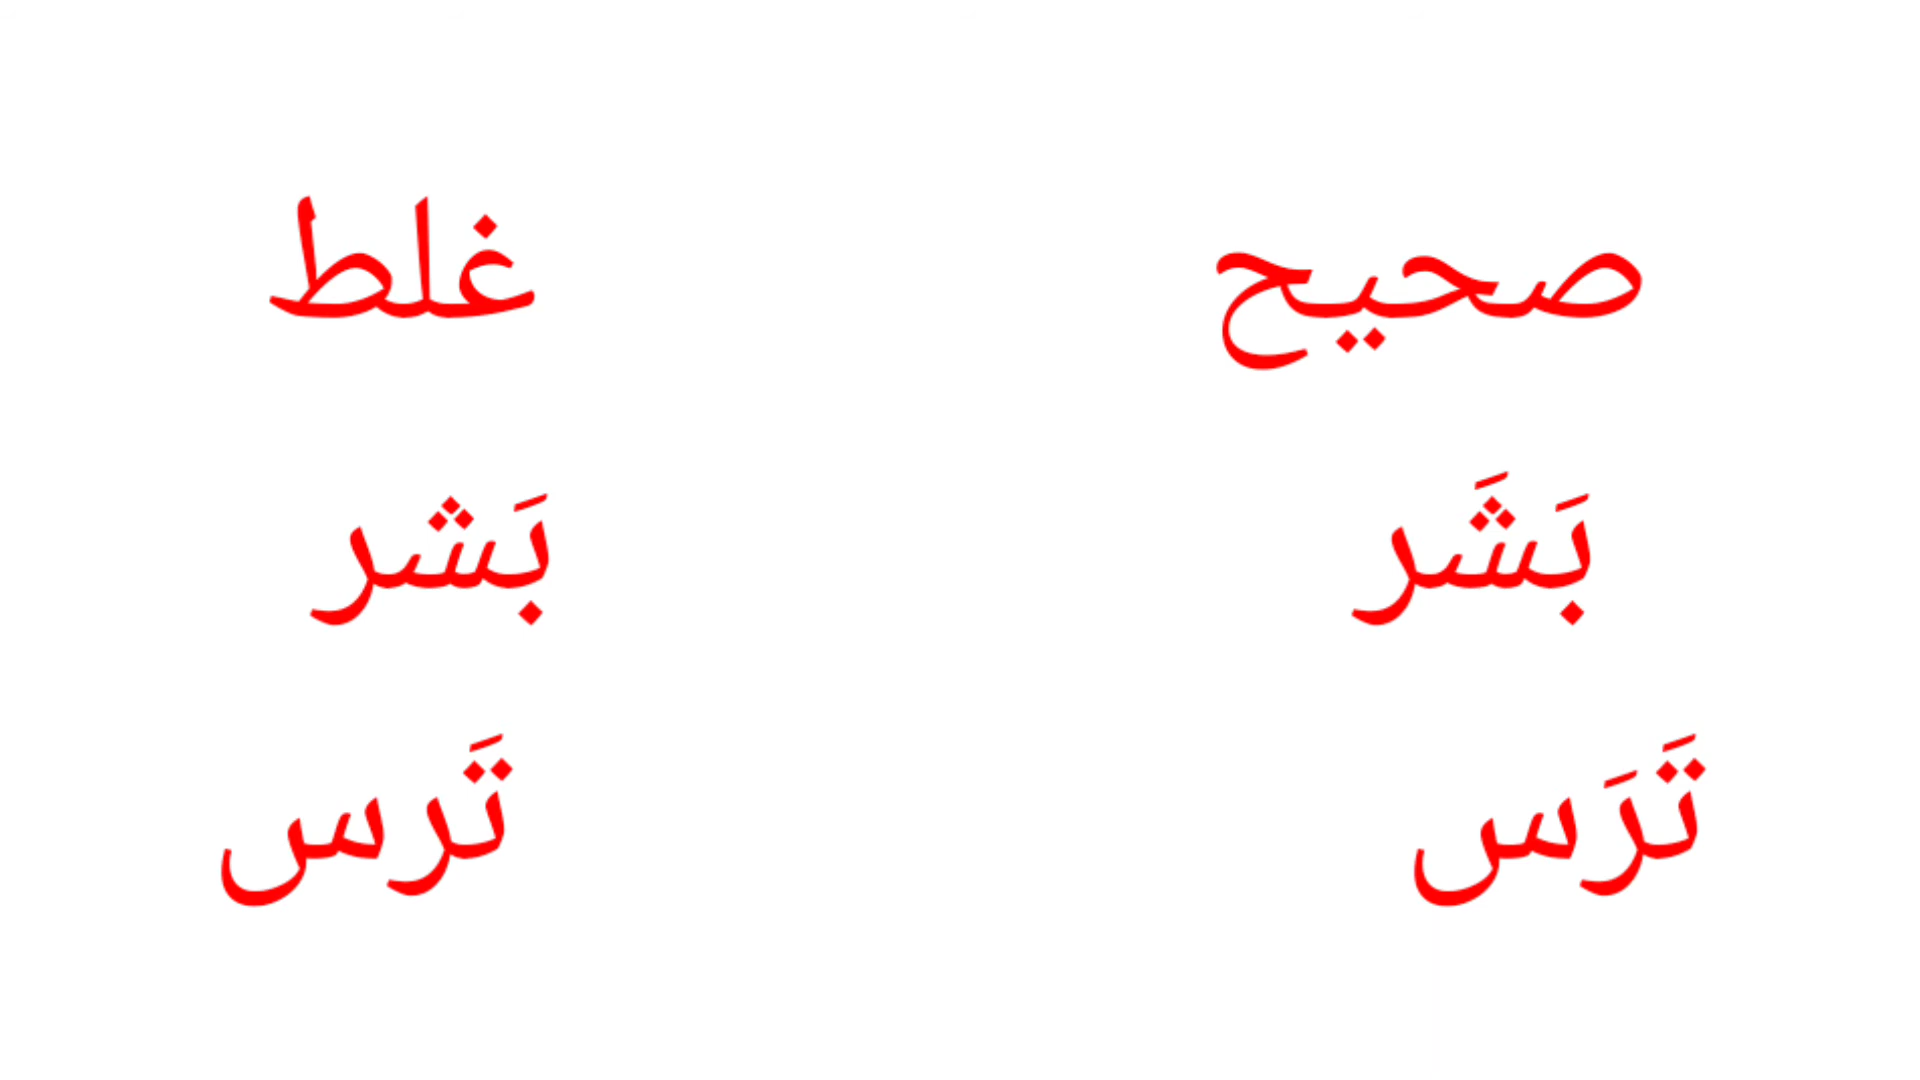 صحيح غلط
بَشَر بَشر
تَرَس تَرس